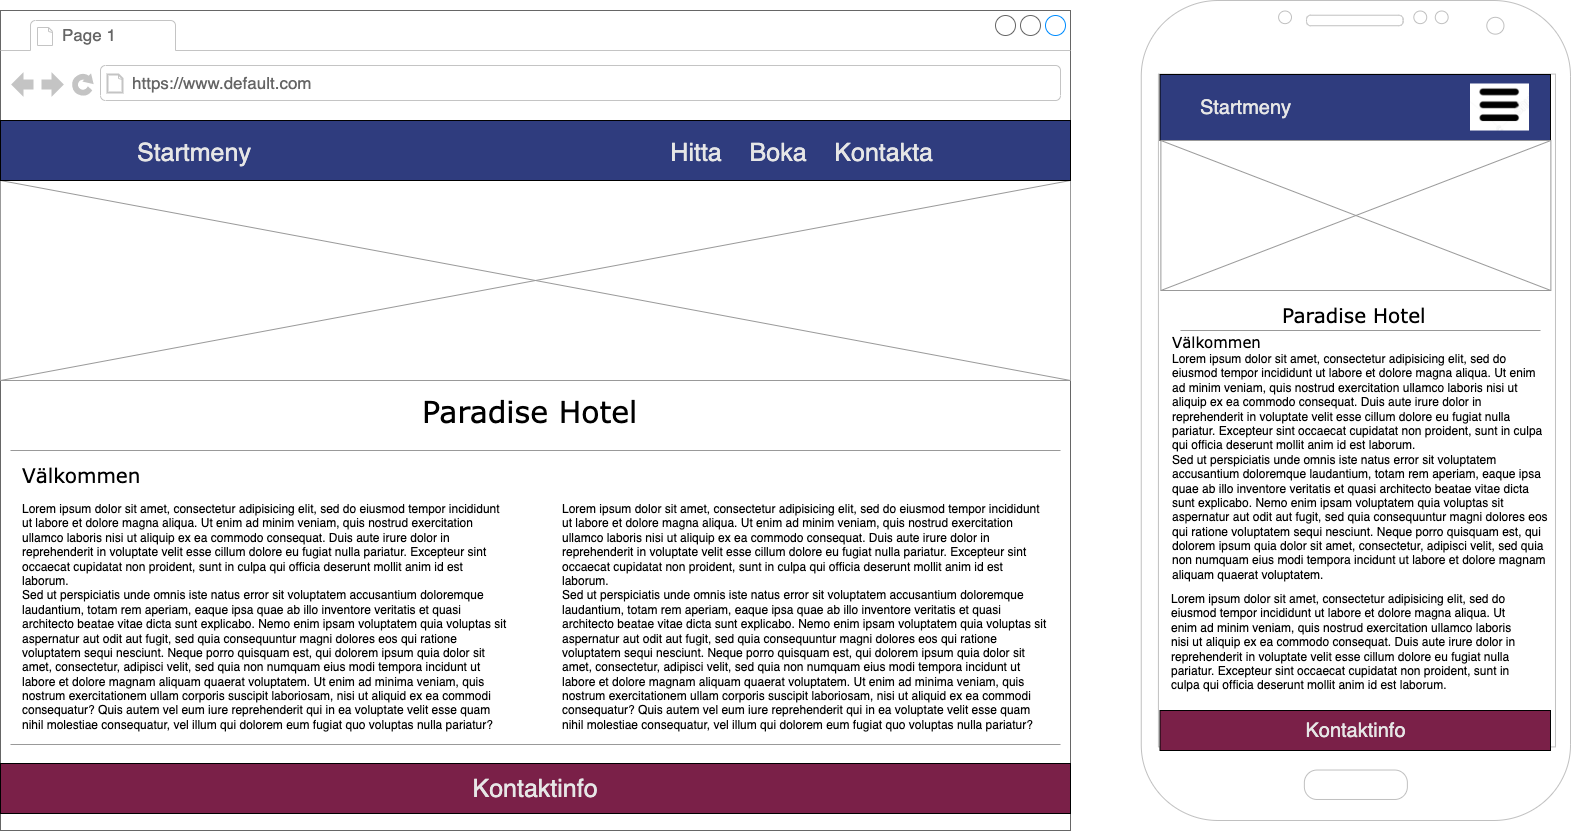 Page 1
https://www.default.com
Startmeny
Hitta Boka Kontakta
Paradise Hotel
Välkommen
Lorem ipsum dolor sit amet, consectetur adipisicing elit, sed do eiusmod tempor incididunt
ut labore et dolore magna aliqua. Ut enim ad minim veniam, quis nostrud exercitation
ullamco laboris nisi ut aliquip ex ea commodo consequat. Duis aute irure dolor in
reprehenderit in voluptate velit esse cillum dolore eu fugiat nulla pariatur. Excepteur sint
occaecat cupidatat non proident, sunt in culpa qui officia deserunt mollit anim id est
laborum.
Sed ut perspiciatis unde omnis iste natus error sit voluptatem accusantium doloremque
laudantium, totam rem aperiam, eaque ipsa quae ab illo inventore veritatis et quasi
architecto beatae vitae dicta sunt explicabo. Nemo enim ipsam voluptatem quia voluptas sit
aspernatur aut odit aut fugit, sed quia consequuntur magni dolores eos qui ratione
voluptatem sequi nesciunt. Neque porro quisquam est, qui dolorem ipsum quia dolor sit
amet, consectetur, adipisci velit, sed quia non numquam eius modi tempora incidunt ut
labore et dolore magnam aliquam quaerat voluptatem. Ut enim ad minima veniam, quis
nostrum exercitationem ullam corporis suscipit laboriosam, nisi ut aliquid ex ea commodi
consequatur? Quis autem vel eum iure reprehenderit qui in ea voluptate velit esse quam
nihil molestiae consequatur, vel illum qui dolorem eum fugiat quo voluptas nulla pariatur?
Lorem ipsum dolor sit amet, consectetur adipisicing elit, sed do eiusmod tempor incididunt
ut labore et dolore magna aliqua. Ut enim ad minim veniam, quis nostrud exercitation
ullamco laboris nisi ut aliquip ex ea commodo consequat. Duis aute irure dolor in
reprehenderit in voluptate velit esse cillum dolore eu fugiat nulla pariatur. Excepteur sint
occaecat cupidatat non proident, sunt in culpa qui officia deserunt mollit anim id est
laborum.
Sed ut perspiciatis unde omnis iste natus error sit voluptatem accusantium doloremque
laudantium, totam rem aperiam, eaque ipsa quae ab illo inventore veritatis et quasi
architecto beatae vitae dicta sunt explicabo. Nemo enim ipsam voluptatem quia voluptas sit
aspernatur aut odit aut fugit, sed quia consequuntur magni dolores eos qui ratione
voluptatem sequi nesciunt. Neque porro quisquam est, qui dolorem ipsum quia dolor sit
amet, consectetur, adipisci velit, sed quia non numquam eius modi tempora incidunt ut
labore et dolore magnam aliquam quaerat voluptatem. Ut enim ad minima veniam, quis
nostrum exercitationem ullam corporis suscipit laboriosam, nisi ut aliquid ex ea commodi
consequatur? Quis autem vel eum iure reprehenderit qui in ea voluptate velit esse quam
nihil molestiae consequatur, vel illum qui dolorem eum fugiat quo voluptas nulla pariatur?
Kontaktinfo
Startmeny
Paradise Hotel
Välkommen
Lorem ipsum dolor sit amet, consectetur adipisicing elit, sed do
eiusmod tempor incididunt ut labore et dolore magna aliqua. Ut enim
ad minim veniam, quis nostrud exercitation ullamco laboris nisi ut
aliquip ex ea commodo consequat. Duis aute irure dolor in
reprehenderit in voluptate velit esse cillum dolore eu fugiat nulla
pariatur. Excepteur sint occaecat cupidatat non proident, sunt in culpa
qui officia deserunt mollit anim id est laborum.
Sed ut perspiciatis unde omnis iste natus error sit voluptatem
accusantium doloremque laudantium, totam rem aperiam, eaque ipsa
quae ab illo inventore veritatis et quasi architecto beatae vitae dicta
sunt explicabo. Nemo enim ipsam voluptatem quia voluptas sit
aspernatur aut odit aut fugit, sed quia consequuntur magni dolores eos
qui ratione voluptatem sequi nesciunt. Neque porro quisquam est, qui
dolorem ipsum quia dolor sit amet, consectetur, adipisci velit, sed quia
non numquam eius modi tempora incidunt ut labore et dolore magnam
aliquam quaerat voluptatem.
Lorem ipsum dolor sit amet, consectetur adipisicing elit, sed do
eiusmod tempor incididunt ut labore et dolore magna aliqua. Ut
enim ad minim veniam, quis nostrud exercitation ullamco laboris
nisi ut aliquip ex ea commodo consequat. Duis aute irure dolor in
reprehenderit in voluptate velit esse cillum dolore eu fugiat nulla
pariatur. Excepteur sint occaecat cupidatat non proident, sunt in
culpa qui officia deserunt mollit anim id est laborum.
Kontaktinfo